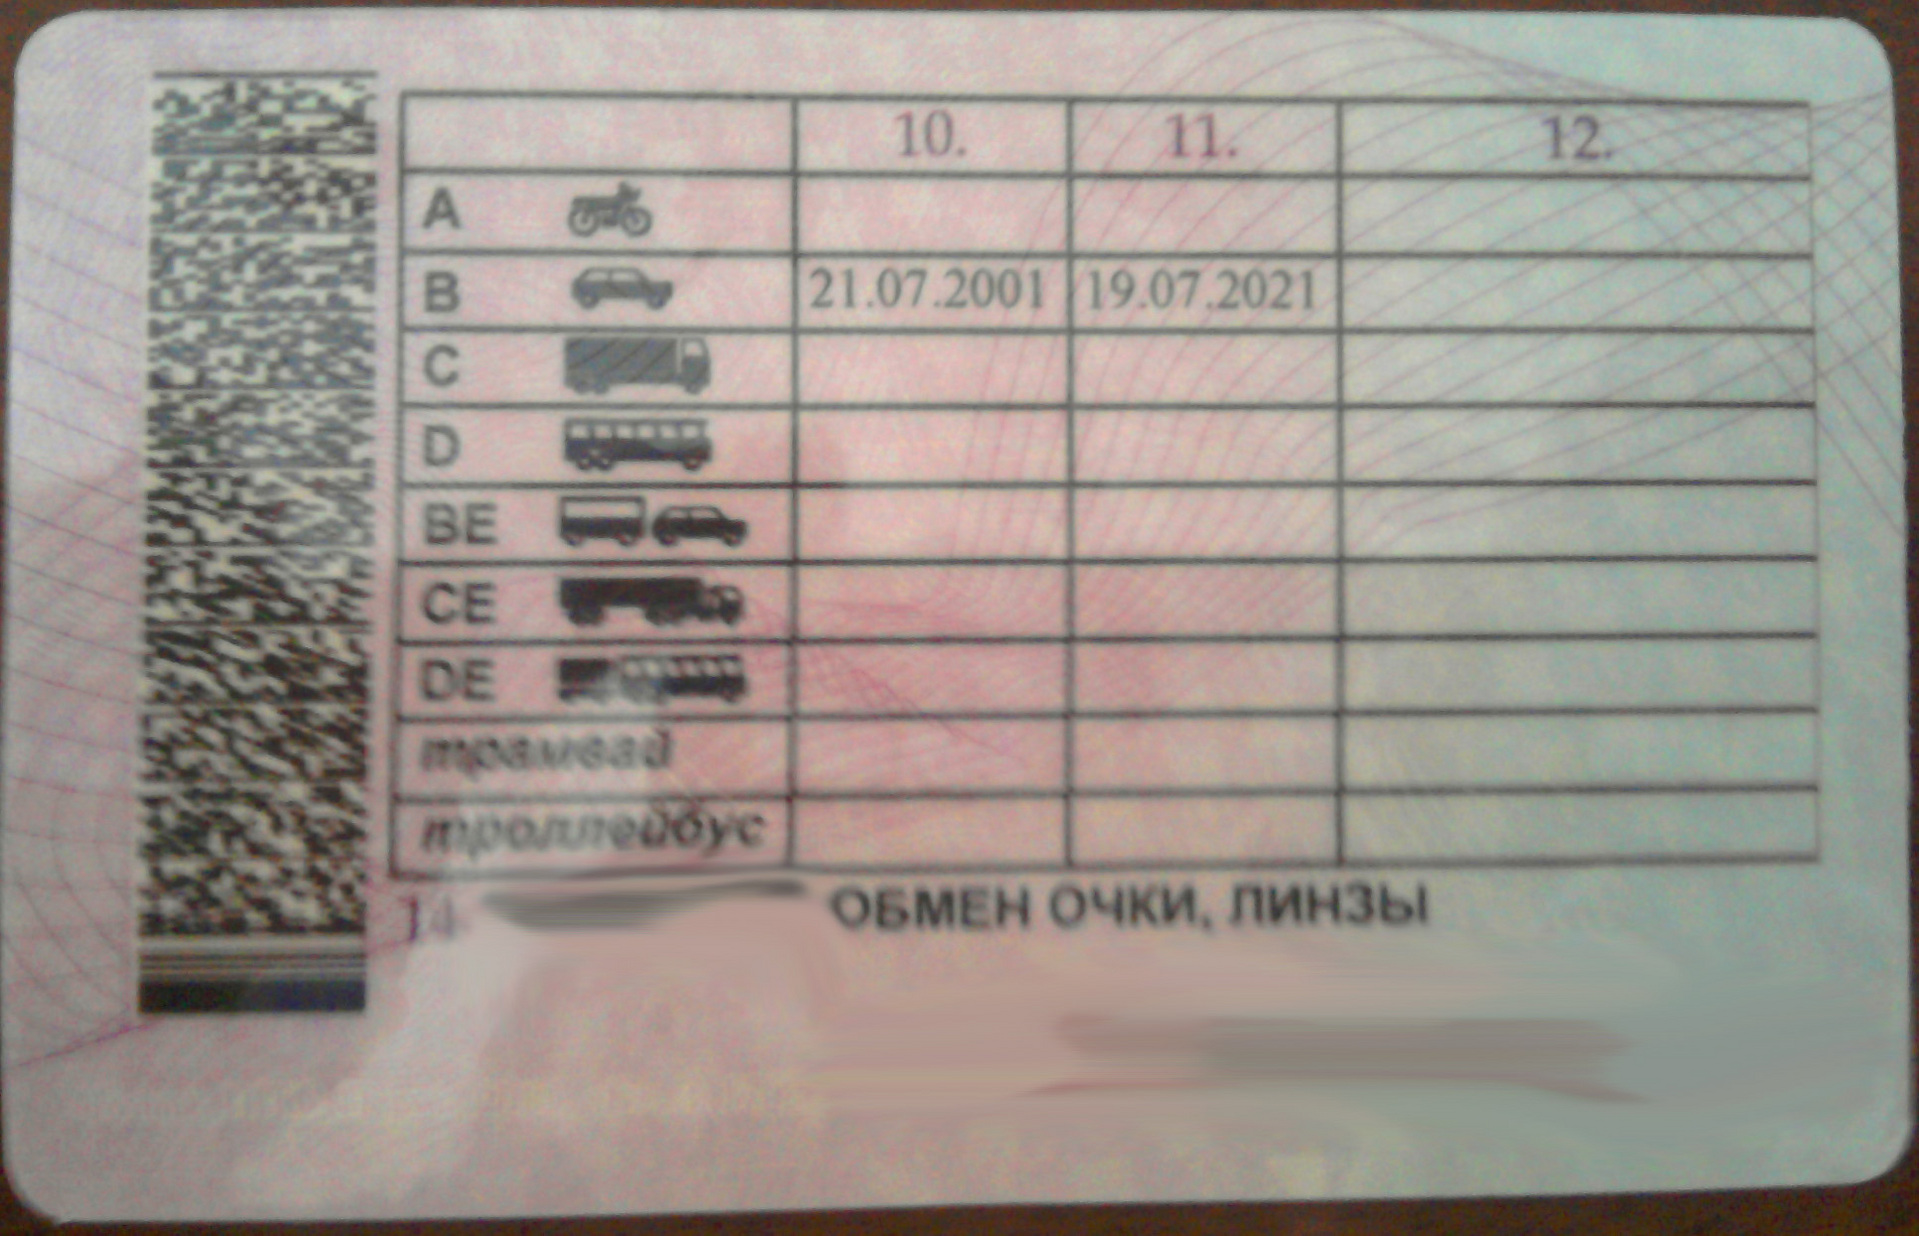 10. 11. 12.
A
B 21.07.2001 19.07.2021
C
D
BE
CE
DE
трамвай
троллейбус
14 ОБМЕН ОЧКИ, ЛИНЗЫ